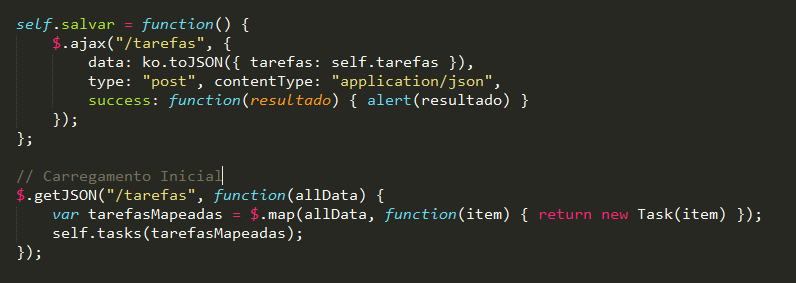 self.salvar = function() {
    $.ajax("/tarefas", {
        data: ko.toJSON({ tarefas: self.tarefas }),
        type: "post", contentType: "application/json",
        success: function(resultado) { alert(resultado) }
    });
};
// Carregamento Inicial
$.getJSON("/tarefas", function(allData) {
    var tarefasMapeadas = $.map(allData, function(item) { return new Task(item) });
    self.tasks(tarefasMapeadas);
});